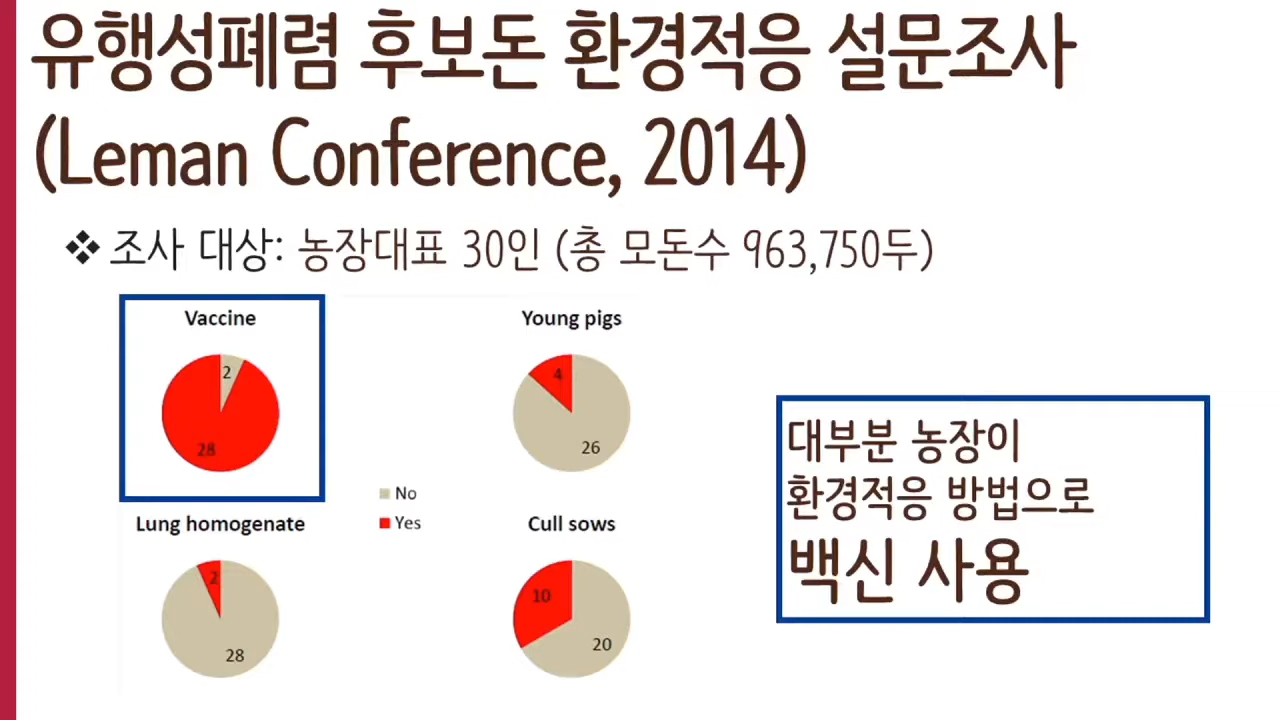 유행성폐렴 후보돈 환경적응 설문조사
(Leman Conference, 2014)
❖ 조사 대상: 농장대표 30인 (총 모돈수 963,750두)
Vaccine
2
28
Young pigs
4
26
No
Yes
Lung homogenate
2
28
Cull sows
10
20
대부분 농장이
환경적응 방법으로
백신 사용